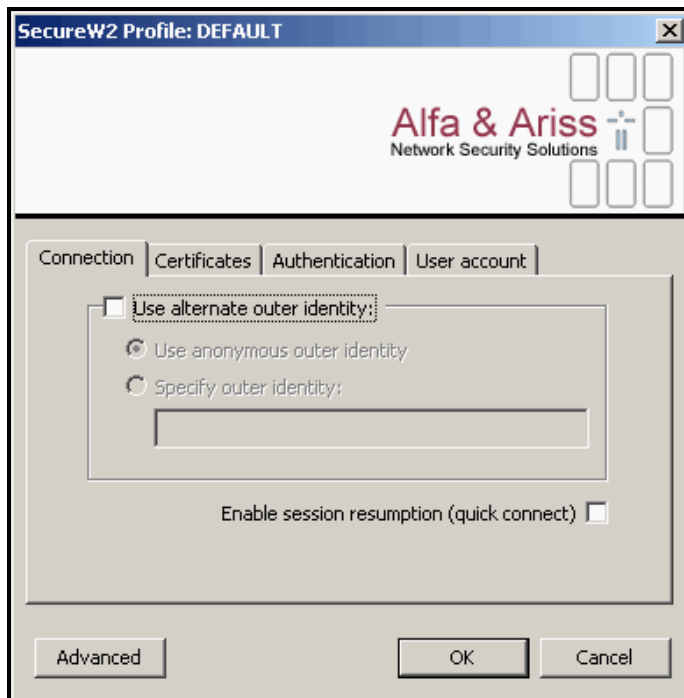 SecureW2 Profile: DEFAULT
Alfa & Ariss
Network Security Solutions
Connection
Certificates
Authentication
User account
Use alternate outer identity:
Use anonymous outer identity
Specify outer identity:
Enable session resumption (quick connect)
Advanced
OK
Cancel